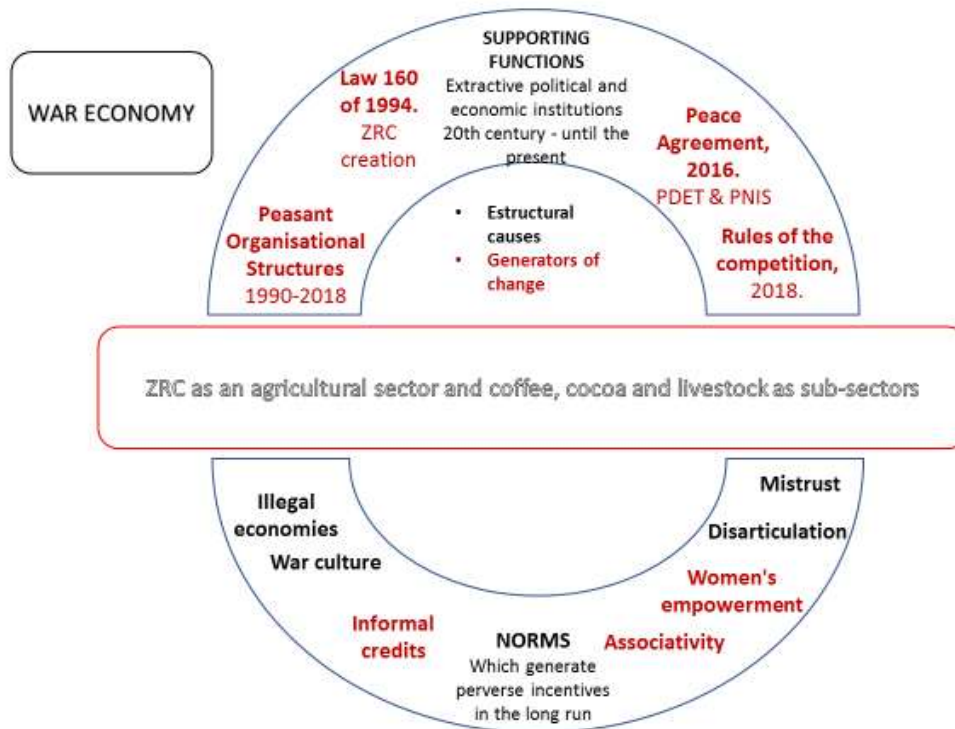 WAR ECONOMY
SUPPORTING
FUNCTIONS
Extractive political and
economic institutions
20th century - until the
present
Law 160
of 1994.
ZRC
creation
Peace
Agreement,
2016.
PDET & PNIS
Peasant
Organisational
Structures
1990-2018
• Estructural
causes
• Generators of
change
Rules of the
competition,
2018.
ZRC as an agricultural sector and coffee, cocoa and livestock as sub-sectors
Illegal
economies
War culture
Mistrust
Disarticulation
Women's
empowerment
Informal
credits
Associativity
NORMS
Which generate
perverse incentives
in the long run